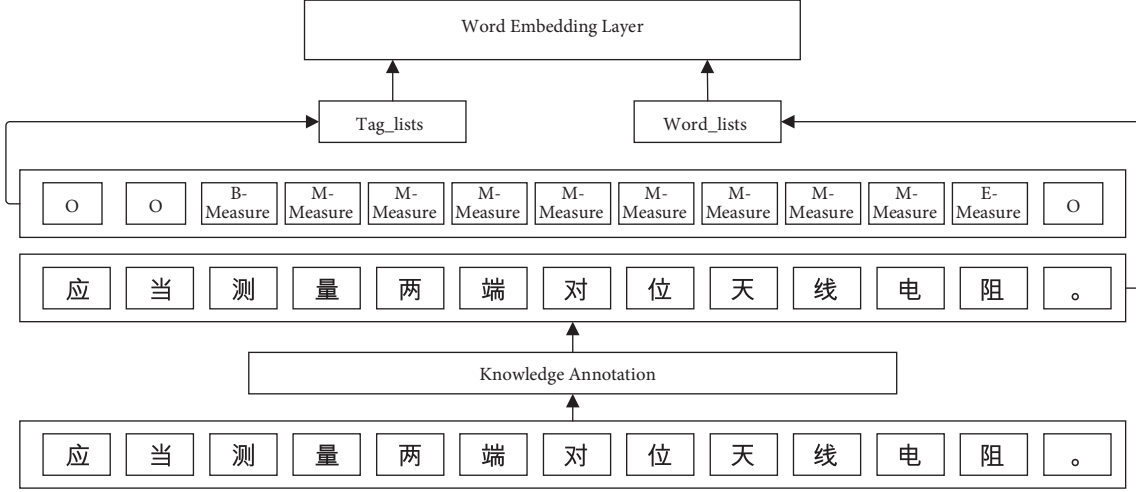 Word Embedding Layer
Tag_lists
Word_lists
O O B-Measure M-Measure M-Measure M-Measure M-Measure M-Measure M-Measure M-Measure M-Measure E-Measure O
应 当 测 量 两 端 对 位 天 线 电 阻 。
Knowledge Annotation
应 当 测 量 两 端 对 位 天 线 电 阻 。